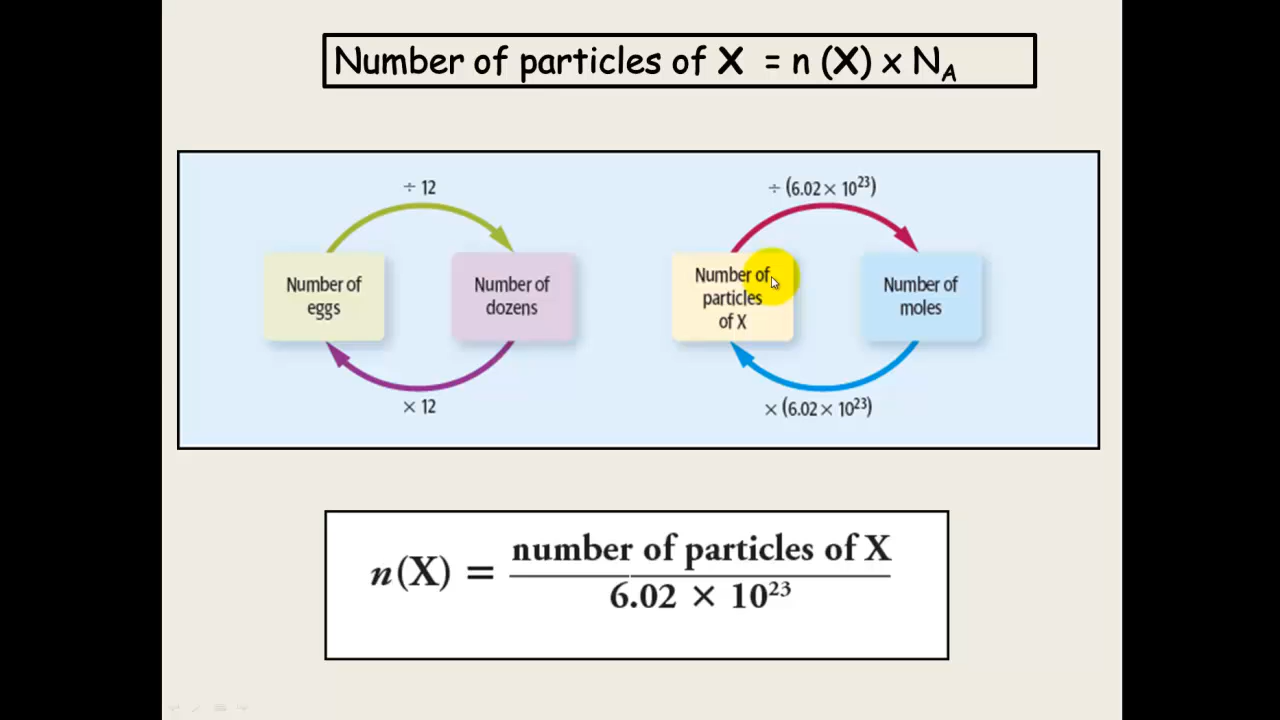 Number of particles of X = n (X) x N_A
÷ 12
÷ (6.02 × 10²³)
Number of
eggs
Number of
dozens
Number of
particles
of X
Number of
moles
× 12
× (6.02 × 10²³)
n(X) = number of particles of X
6.02 × 10²³